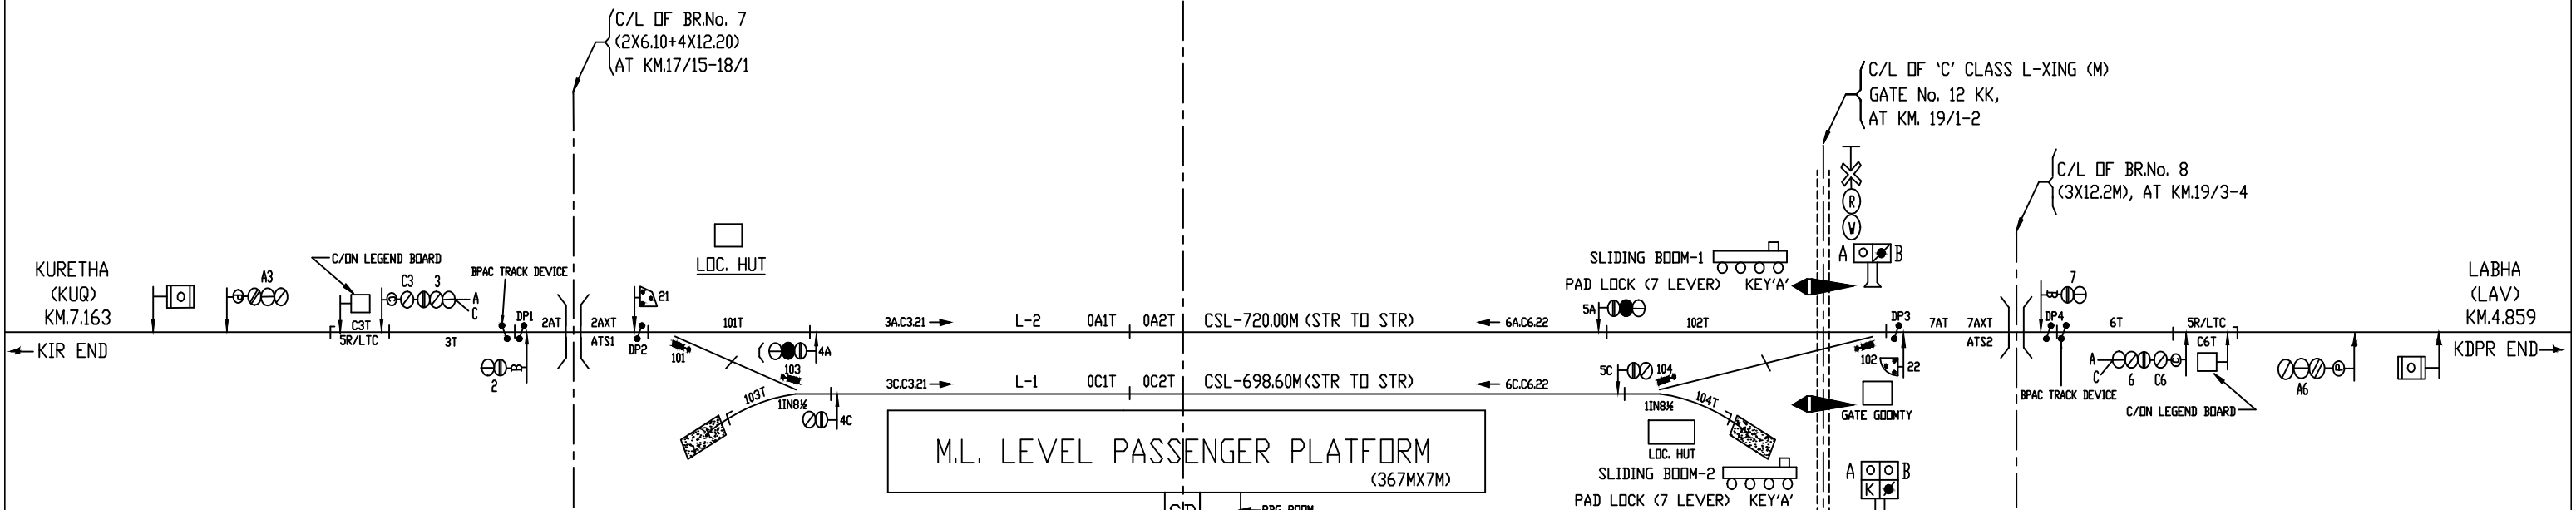 C/L OF BR.No. 7
(2X6.10+4X12.20)
AT KM.17/15-18/1
C/L OF 'C' CLASS L-XING (M)
GATE No. 12 KK,
AT KM. 19/1-2
C/L OF BR.No. 8
(3X12.2M), AT KM.19/3-4
R
W
LOC. HUT
SLIDING BOOM-1
PAD LOCK (7 LEVER) KEY'A'
A B
KURETHA
(KUQ)
KM.7.163
KIR END
A3
C/ON LEGEND BOARD
C3 3
A
C
C3T
5R/LTC
3T
BPAC TRACK DEVICE
DP1
2
2AT
2AXT
ATS1
DP2
21
101T
101
103
103T
1IN8½
4A
4C
3A.C3.21
L-2
0A1T 0A2T
CSL-720.00M (STR TO STR)
6A.C6.22
5A
102T
3C.C3.21
L-1
0C1T 0C2T
CSL-698.60M(STR TO STR)
6C.C6.22
5C
104
1IN8½
104T
102
DP3
22
GATE GOOMTY
7AT
7AXT
ATS2
7
DP4
6T
5R/LTC
C6T
A
C
6 C6
BPAC TRACK DEVICE
C/ON LEGEND BOARD
A6
LABHA
(LAV)
KM.4.859
KDPR END
M.L. LEVEL PASSENGER PLATFORM
(367MX7M)
LOC. HUT
SLIDING BOOM-2
PAD LOCK (7 LEVER) KEY'A'
A B
K